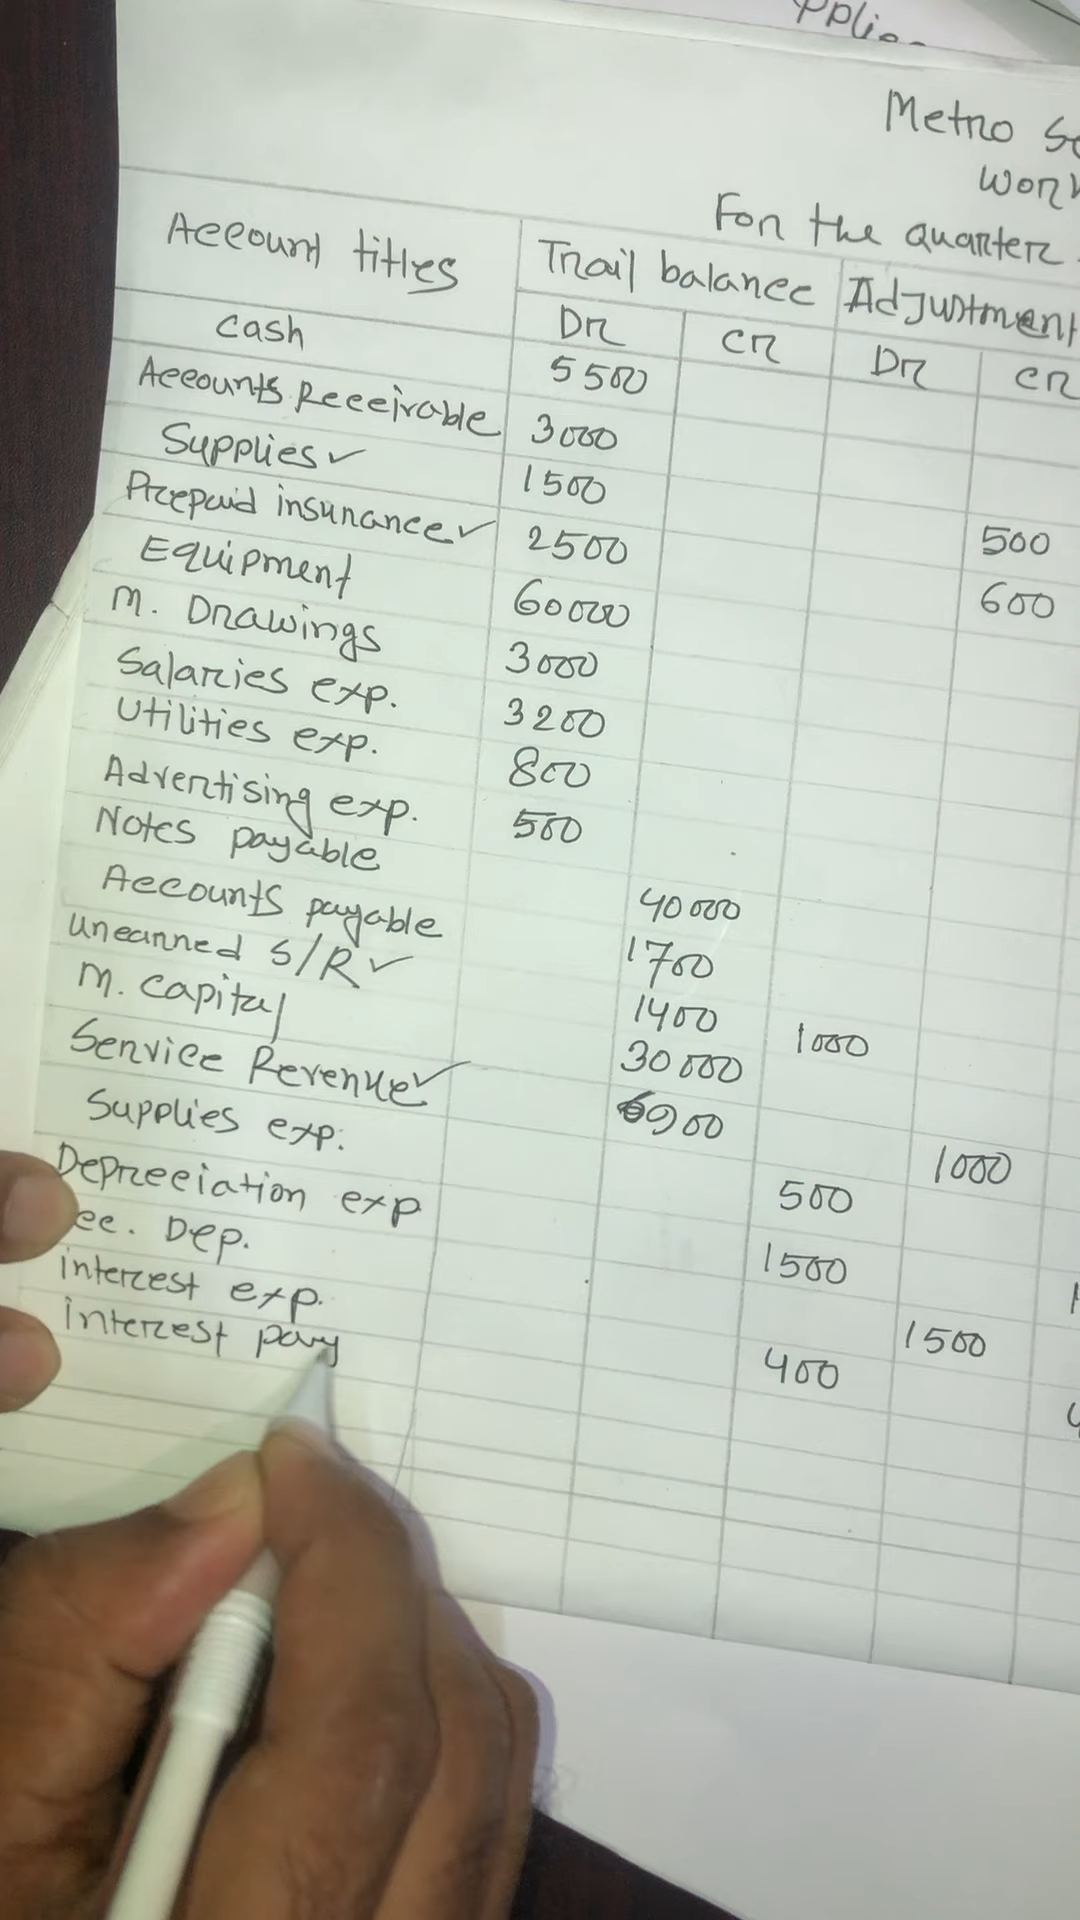 Metro
For the quarter
Account titles Trail balance Adjustment
DR CR DR CR
cash 5500
Accounts Receivable 3000
Supplies ✓ 1500 500
Prepaid insurance ✓ 2500 600
Equipment 60000
M. Drawings 3000
Salaries exp. 3200
Utilities exp. 800
Advertising exp. 500
Notes payable 40000
Accounts payable 1700
unearned S/R ✓ 1400 1000
M. Capital 30000
Service Revenue ✓ 6900 1000
Supplies exp. 500
Depreciation exp 1500
Dep. 1500
interest exp. 400
interest pay